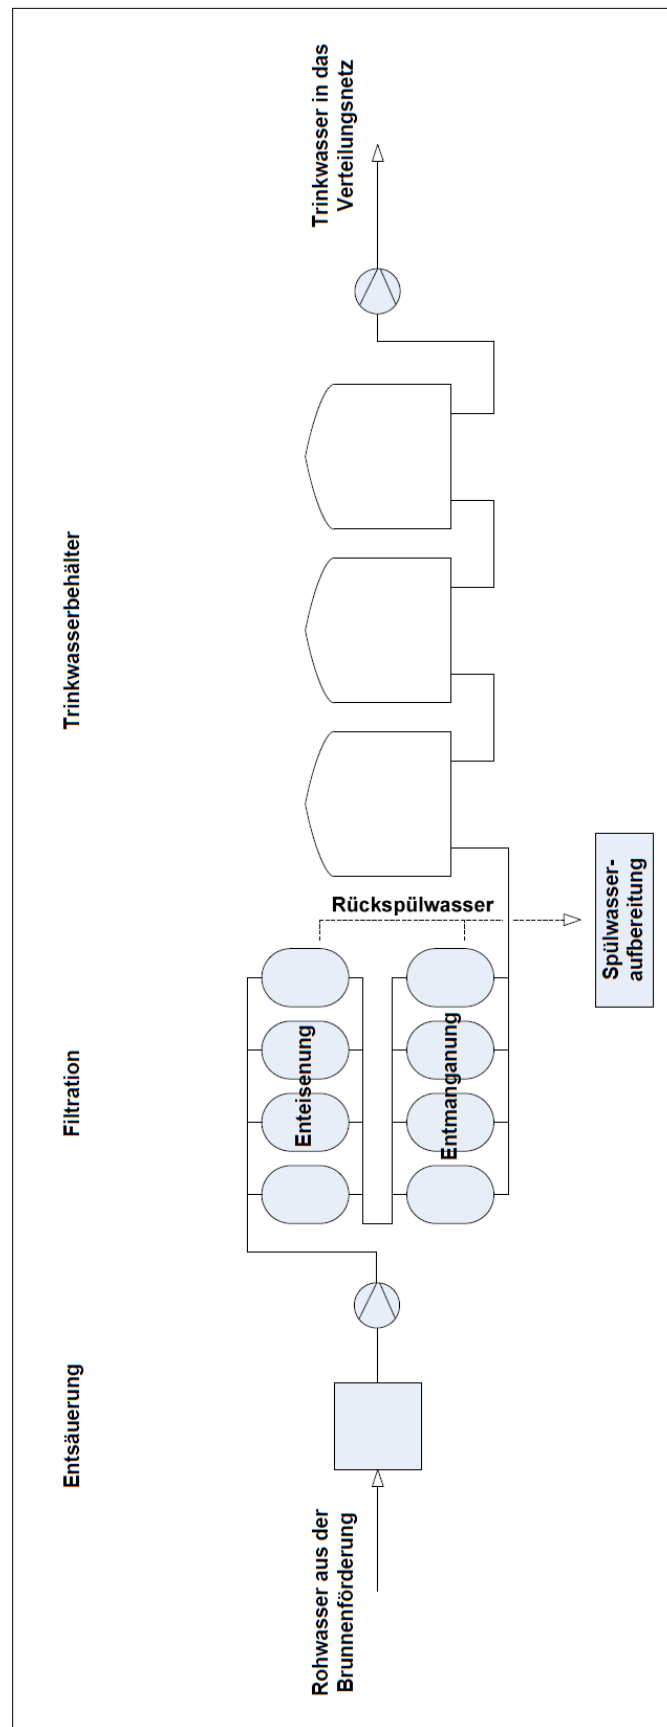 Entsäuerung
Filtration
Trinkwasserbehälter
Rohwasser aus der
Brunnenförderung
Enteisenung
Entmanganung
Rückspülwasser
Spülwasser-
aufbereitung
Trinkwasser in das
Verteilungsnetz